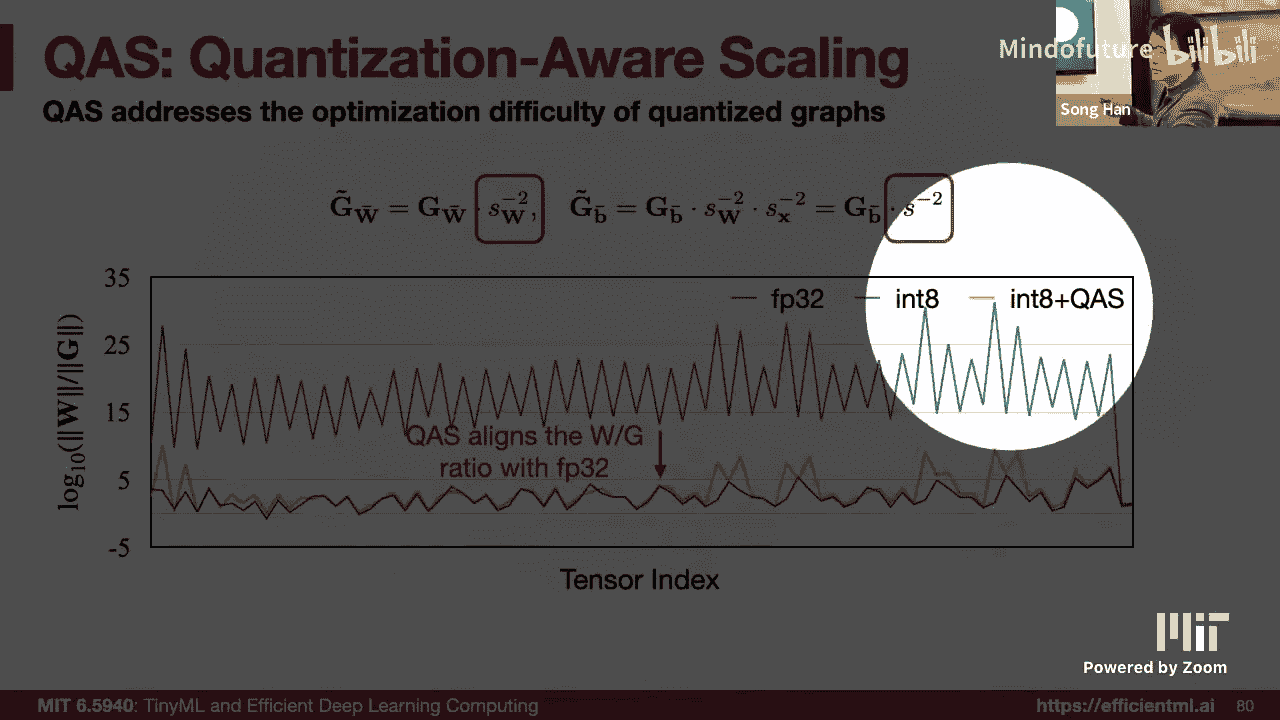 QAS: Quantization-Aware Scaling
Mindofuture bilibili
Song Han
QAS addresses the optimization difficulty of quantized graphs
G̃_W̄ = G_W̄ · s_W^{-2}, G̃_b̄ = G_b̄ · s_W^{-2} · s_x^{-2} = G_b̄ · s^{-2}
35
25
15
5
-5
log10(||W||/||G||)
fp32 int8 int8+QAS
QAS aligns the W/G
ratio with fp32
Tensor Index
MIT
Powered by Zoom
MIT 6.5940: TinyML and Efficient Deep Learning Computing https://efficientml.ai 80